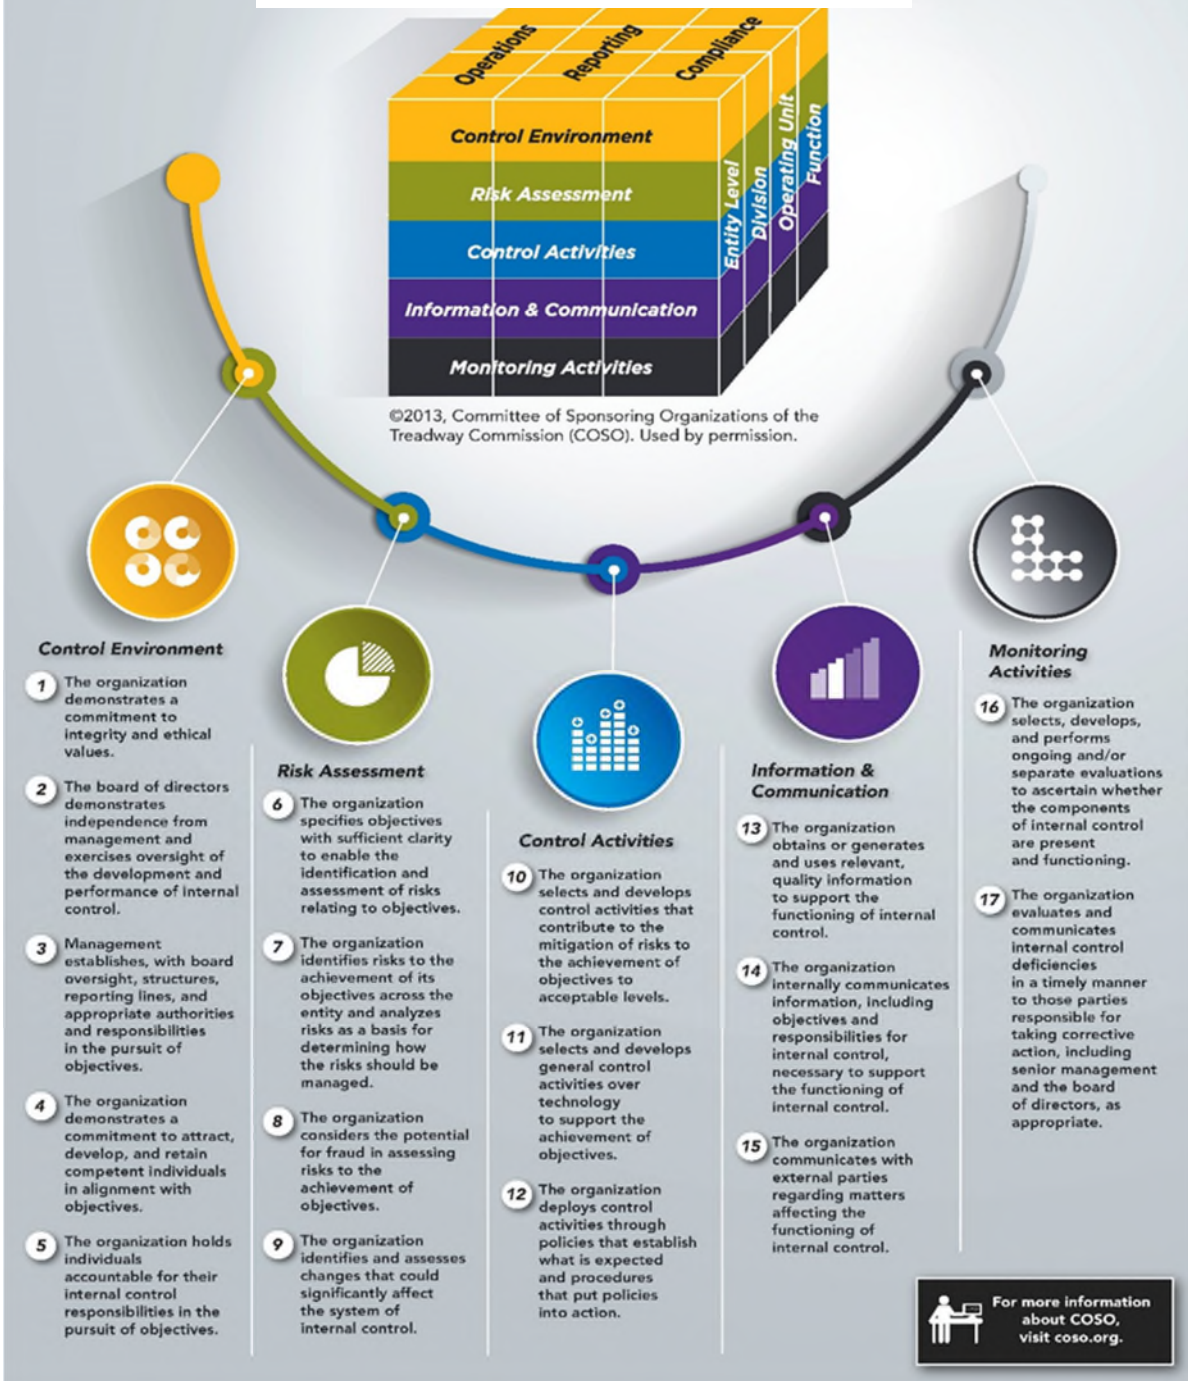 Operations
Reporting
Compliance
Control Environment
Risk Assessment
Control Activities
Information & Communication
Monitoring Activities
Entity Level
Division
Operating Unit
Function
©2013, Committee of Sponsoring Organizations of the
Treadway Commission (COSO). Used by permission.
Control Environment
1 The organization
demonstrates a
commitment to
integrity and ethical
values.
2 The board of directors
demonstrates
independence from
management and
exercises oversight of
the development and
performance of internal
control.
3 Management
establishes, with board
oversight, structures,
reporting lines, and
appropriate authorities
and responsibilities
in the pursuit of
objectives.
4 The organization
demonstrates a
commitment to attract,
develop, and retain
competent individuals
in alignment with
objectives.
5 The organization holds
individuals
accountable for their
internal control
responsibilities in the
pursuit of objectives.
Risk Assessment
6 The organization
specifies objectives
with sufficient clarity
to enable the
identification and
assessment of risks
relating to objectives.
7 The organization
identifies risks to the
achievement of its
objectives across the
entity and analyzes
risks as a basis for
determining how
the risks should be
managed.
8 The organization
considers the potential
for fraud in assessing
risks to the
achievement of
objectives.
9 The organization
identifies and assesses
changes that could
significantly affect
the system of
internal control.
Control Activities
10 The organization
selects and develops
control activities that
contribute to the
mitigation of risks to
the achievement of
objectives to
acceptable levels.
11 The organization
selects and develops
general control
activities over
technology
to support the
achievement of
objectives.
12 The organization
deploys control
activities through
policies that establish
what is expected
and procedures
that put policies
into action.
Information &
Communication
13 The organization
obtains or generates
and uses relevant,
quality information
to support the
functioning of internal
control.
14 The organization
internally communicates
information, including
objectives and
responsibilities for
internal control,
necessary to support
the functioning of
internal control.
15 The organization
communicates with
external parties
regarding matters
affecting the
functioning of
internal control.
Monitoring
Activities
16 The organization
selects, develops,
and performs
ongoing and/or
separate evaluations
to ascertain whether
the components
of internal control
are present
and functioning.
17 The organization
evaluates and
communicates
internal control
deficiencies
in a timely manner
to those parties
responsible for
taking corrective
action, including
senior management
and the board
of directors, as
appropriate.
For more information
about COSO,
visit coso.org.